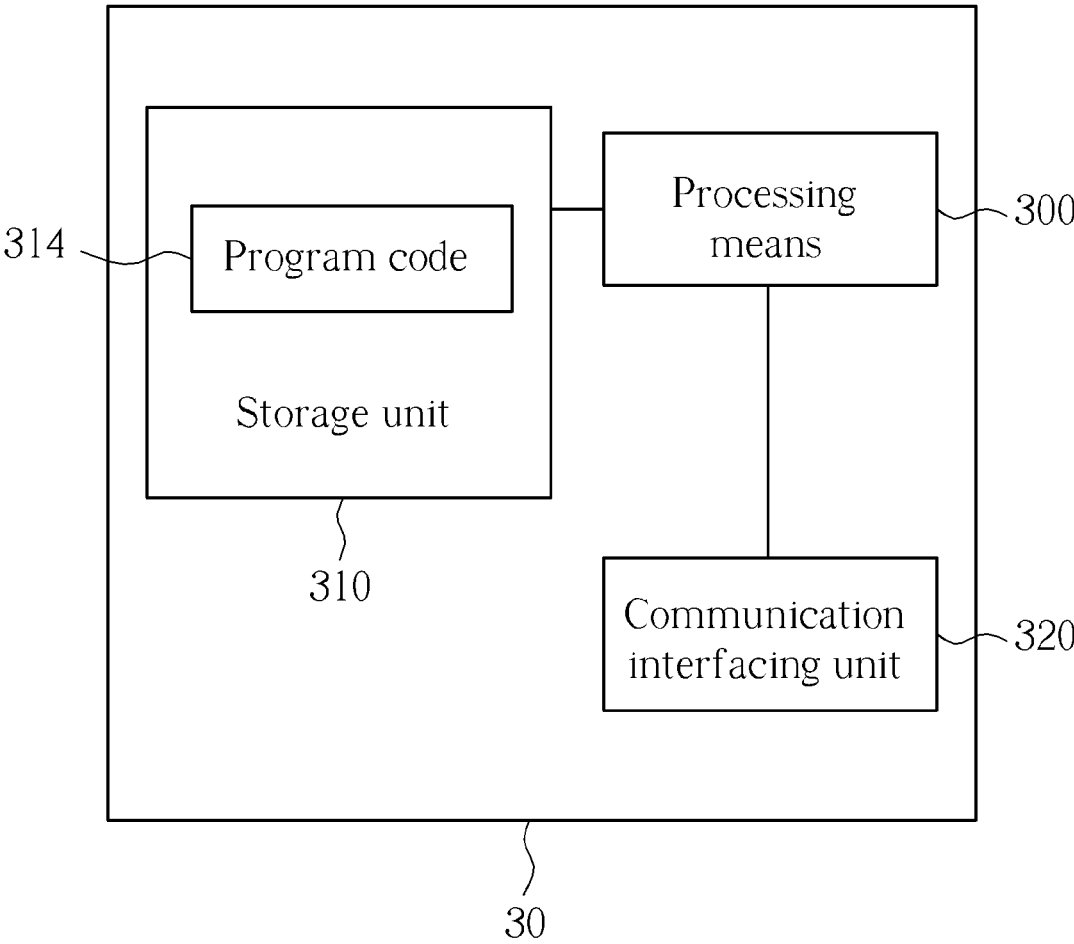 Processing
means
300
314
Program code
Storage unit
310
Communication
interfacing unit
320
30